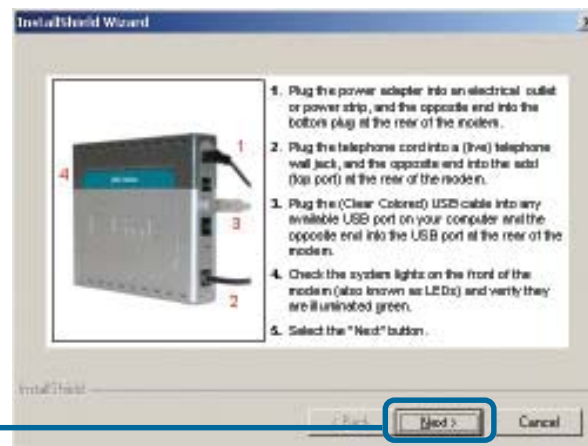 InstallShield Wizard
1. Plug the power adapter into an electrical outlet
or power strip, and the opposite end into the
bottom plug at the rear of the modem.
2. Plug the telephone cord into a (live) telephone
wall jack, and the opposite end into the adsl
(top port) at the rear of the modem.
3. Plug the (Clear Colored) USB cable into any
available USB port on your computer and the
opposite end into the USB port at the rear of the
modem.
4. Check the system lights on the front of the
modem (also known as LEDs) and verify they
are illuminated green.
5. Select the "Next" button.
1
4
3
2
InstallShield
< Back
Next >
Cancel